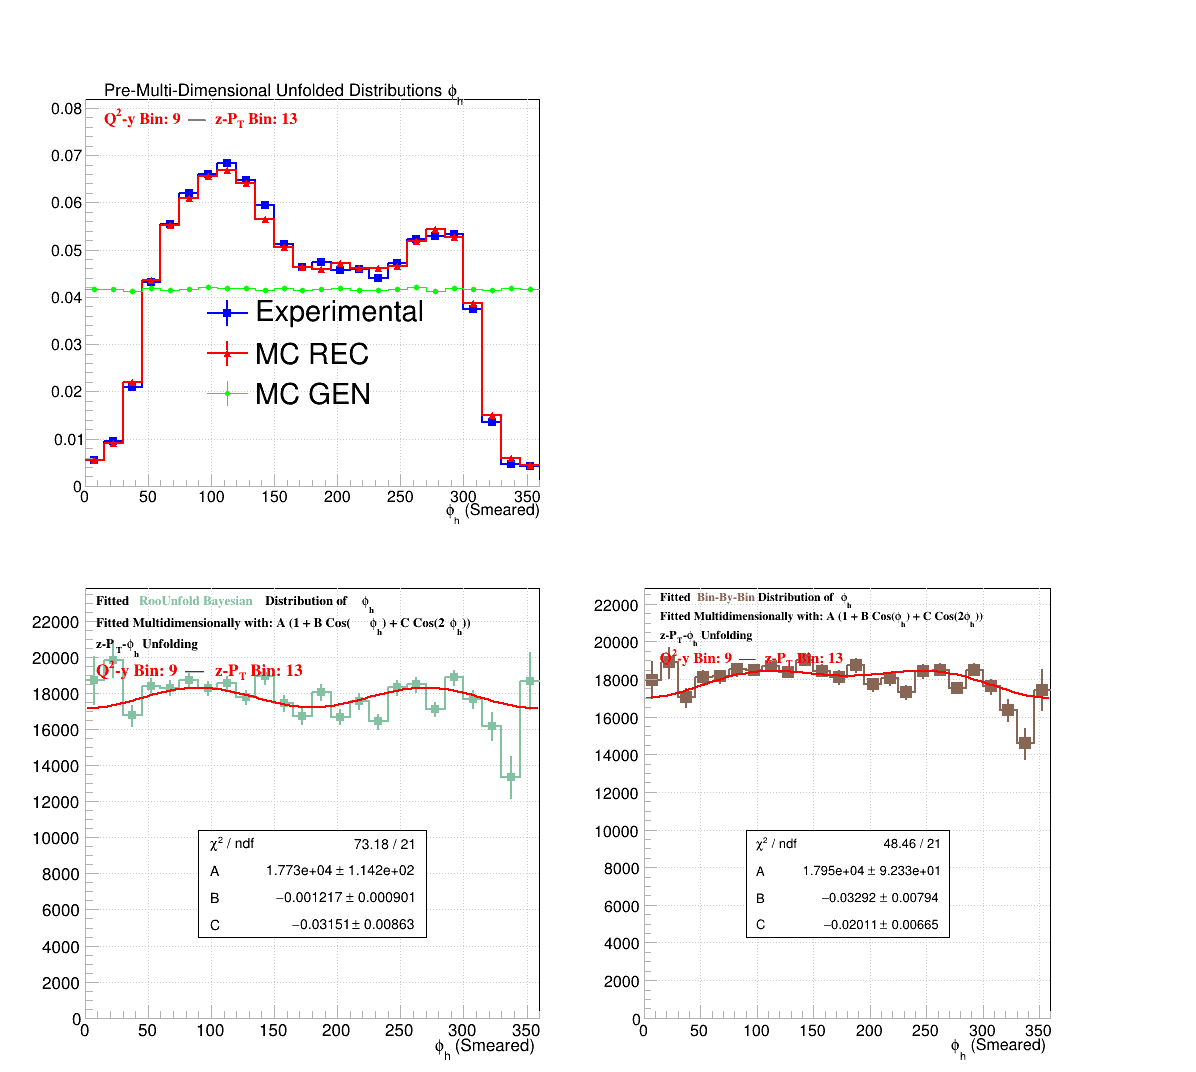 Pre-Multi-Dimensional Unfolded Distributions ϕh
Q2-y Bin: 9 — z-PT Bin: 13
0.08
0.07
0.06
0.05
0.04
0.03
0.02
0.01
0
Experimental
MC REC
MC GEN
0 50 100 150 200 250 300 350
ϕh (Smeared)
Fitted RooUnfold Bayesian Distribution of ϕh
Fitted Multidimensionally with: A (1 + B Cos( ϕh) + C Cos(2 ϕh))
z-PT-ϕh Unfolding
Q2-y Bin: 9 — z-PT Bin: 13
22000
20000
18000
16000
14000
12000
10000
8000
6000
4000
2000
0
χ2 / ndf 73.18 / 21
A 1.773e+04 ± 1.142e+02
B −0.001217 ± 0.000901
C −0.03151 ± 0.00863
0 50 100 150 200 250 300 350
ϕh (Smeared)
Fitted Bin-By-Bin Distribution of ϕh
Fitted Multidimensionally with: A (1 + B Cos(ϕh) + C Cos(2ϕh))
z-PT-ϕh Unfolding
Q2-y Bin: 9 — z-PT Bin: 13
22000
20000
18000
16000
14000
12000
10000
8000
6000
4000
2000
0
χ2 / ndf 48.46 / 21
A 1.795e+04 ± 9.233e+01
B −0.03292 ± 0.00794
C −0.02011 ± 0.00665
0 50 100 150 200 250 300 350
ϕh (Smeared)